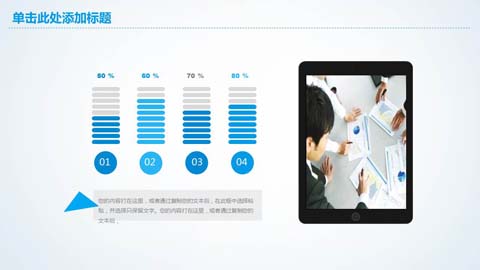 单击此处添加标题
60 % 60 % 70 % 80 %
01 02 03 04
您的内容打在这里，或者通过复制您的文本后，在此框中选择粘
贴，并选择只保留文字。您的内容打在这里，或者通过复制您的
文本后，